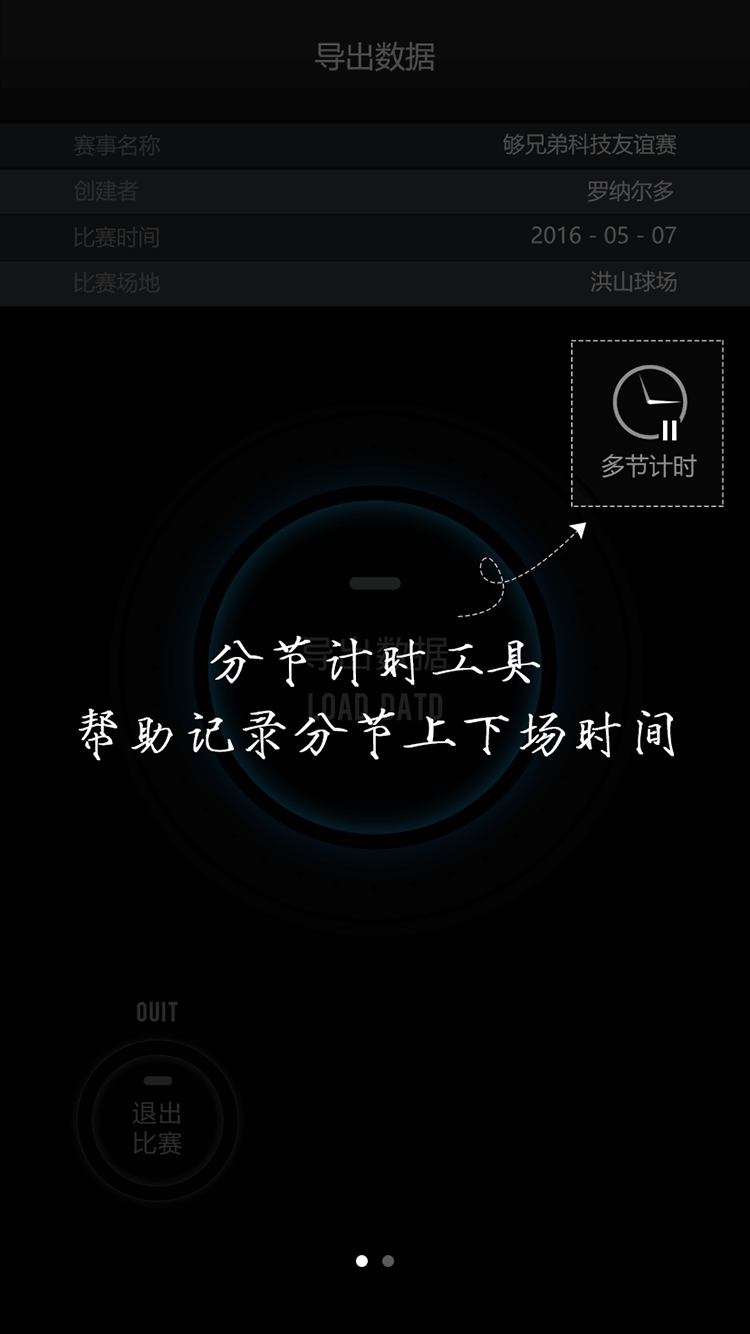 导出数据
赛事名称 够兄弟科技友谊赛
创建者 罗纳尔多
比赛时间 2016 - 05 - 07
比赛场地 洪山球场
多节计时
导出数据
分节计时工具
LOAD DATD
帮助记录分节上下场时间
QUIT
退出
比赛